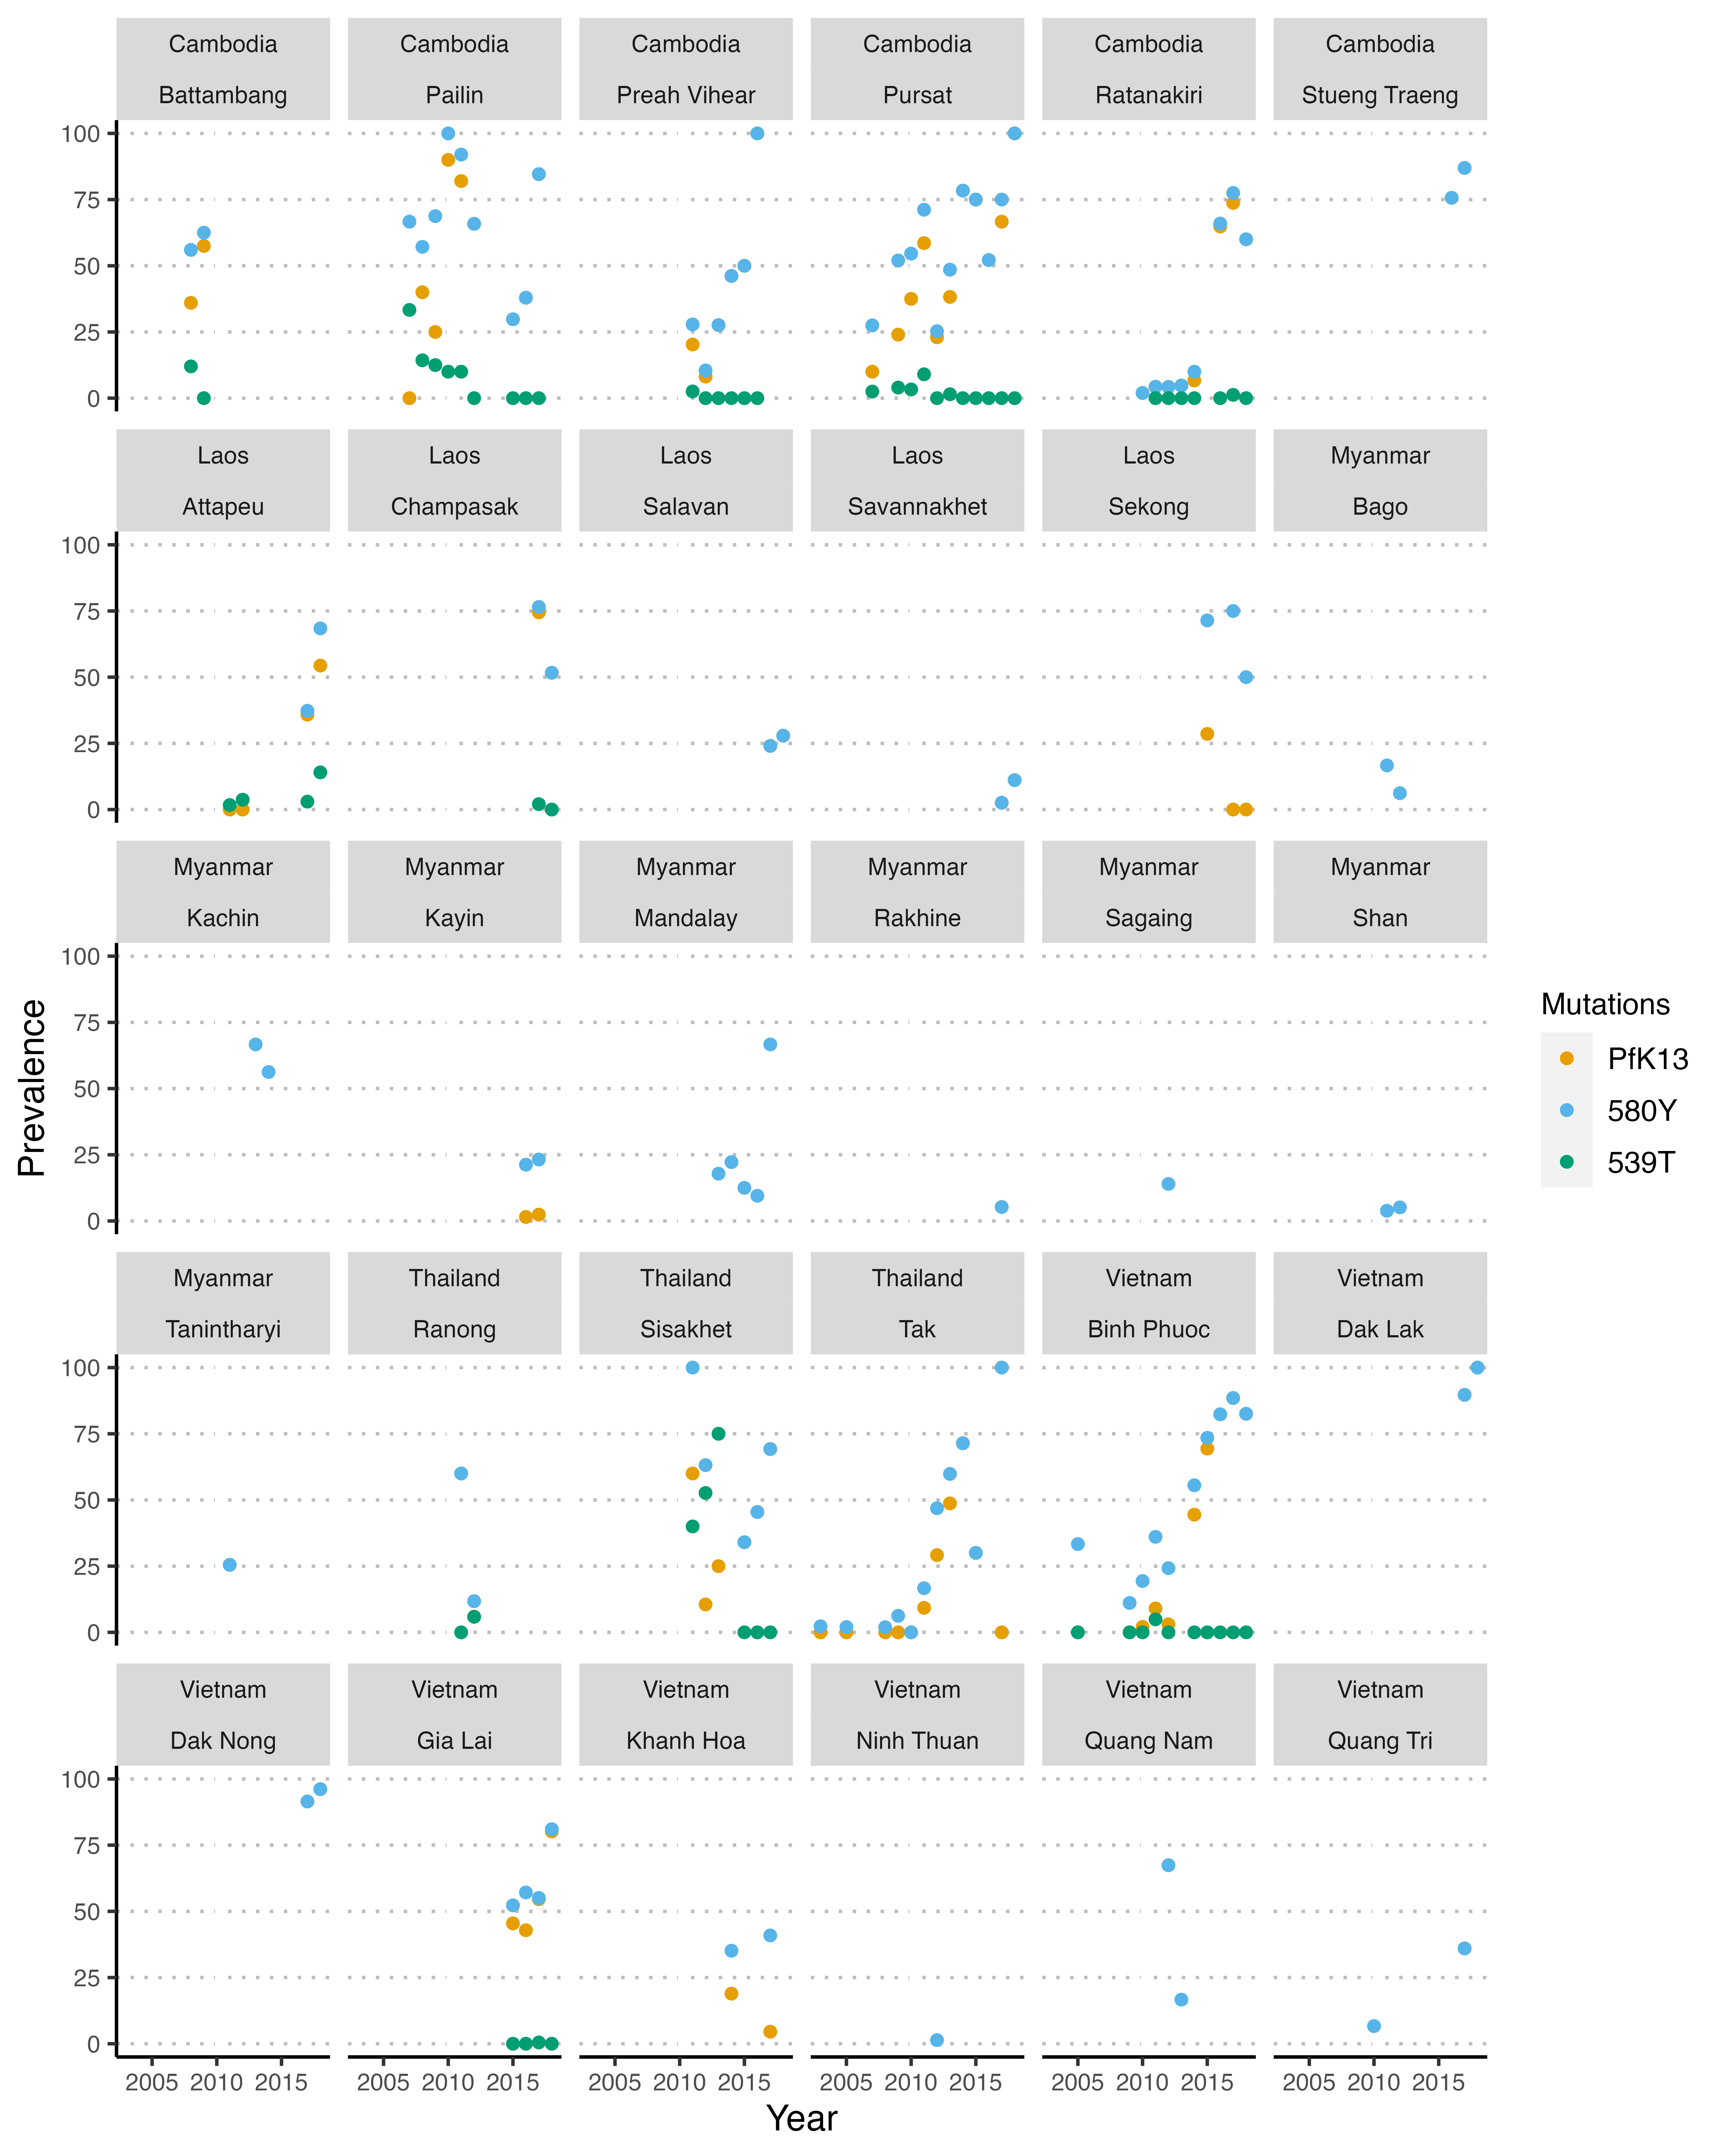 Cambodia Cambodia Cambodia Cambodia Cambodia Cambodia
Battambang Pailin Preah Vihear Pursat Ratanakiri Stueng Traeng
100
75
50
25
0
Laos Laos Laos Laos Laos Myanmar
Attapeu Champasak Salavan Savannakhet Sekong Bago
100
75
50
25
0
Myanmar Myanmar Myanmar Myanmar Myanmar Myanmar
Kachin Kayin Mandalay Rakhine Sagaing Shan
100
75
50
25
0
Prevalence
Mutations
PfK13
580Y
539T
Myanmar Thailand Thailand Thailand Vietnam Vietnam
Tanintharyi Ranong Sisakhet Tak Binh Phuoc Dak Lak
100
75
50
25
0
Vietnam Vietnam Vietnam Vietnam Vietnam Vietnam
Dak Nong Gia Lai Khanh Hoa Ninh Thuan Quang Nam Quang Tri
100
75
50
25
0
2005 2010 2015 2005 2010 2015 2005 2010 2015 2005 2010 2015 2005 2010 2015 2005 2010 2015
Year